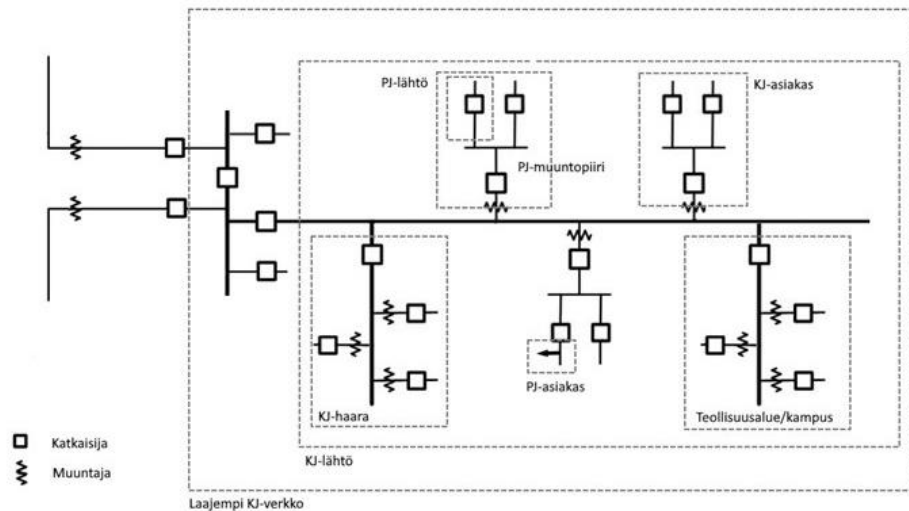 PJ-lähtö
KJ-asiakas
PJ-muuntopiiri
PJ-asiakas
KJ-haara
Teollisuusalue/kampus
Katkaisija
KJ-lähtö
Muuntaja
Laajempi KJ-verkko